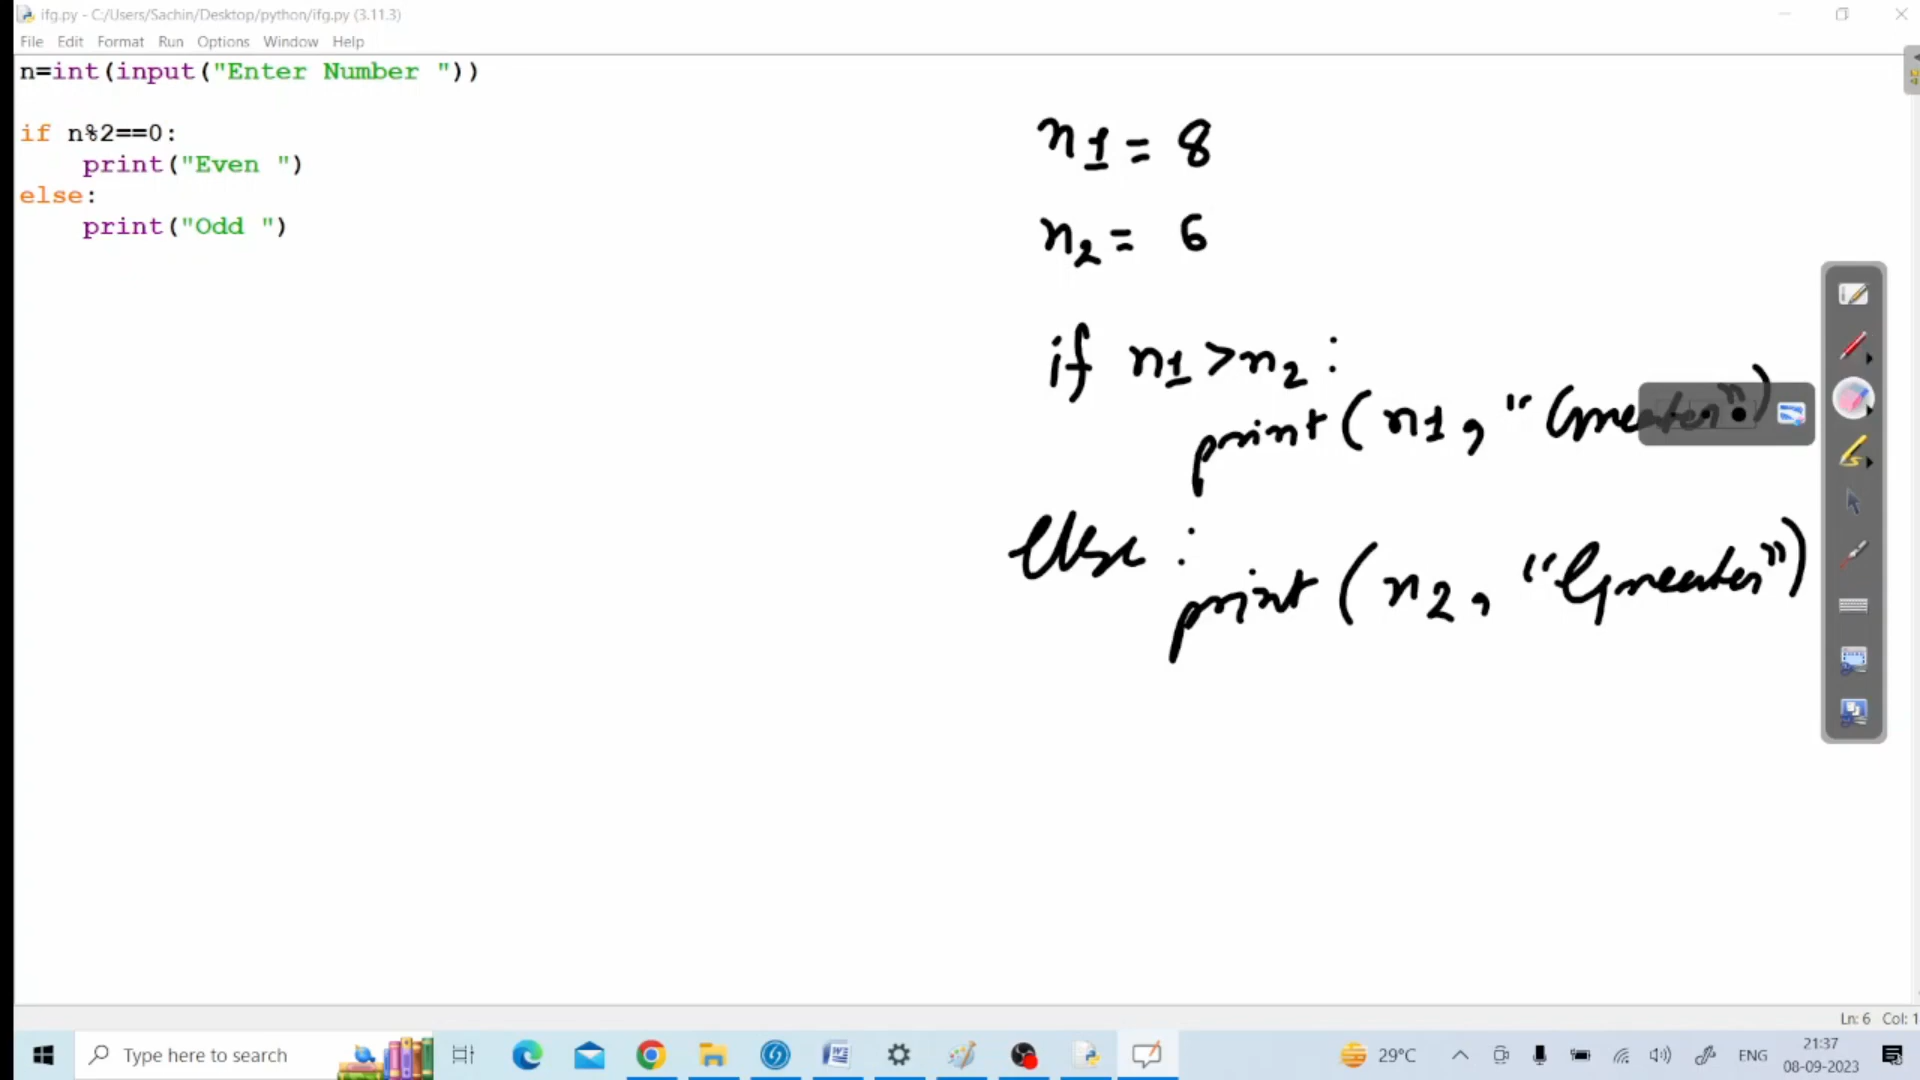 ifg.py - C:/Users/Sachin/Desktop/python/ifg.py (3.11.3)
File Edit Format Run Options Window Help
n=int(input("Enter Number "))
if n%2==0:
    print("Even ")
else:
    print("Odd ")
n1 = 8
n2 = 6
if n1 > n2 :
print ( n1 , "Greater")
else :
print ( n2 , "Greater")
Ln: 6 Col: 1
Type here to search
29°C
ENG
21:37
08-09-2023